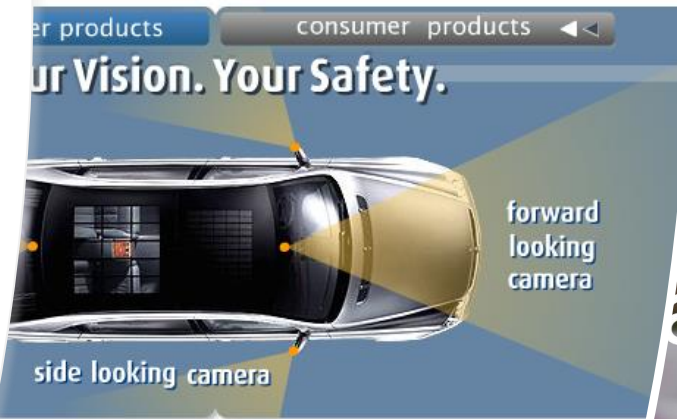 er products
consumer products
ur Vision. Your Safety.
forward
looking
camera
side looking camera